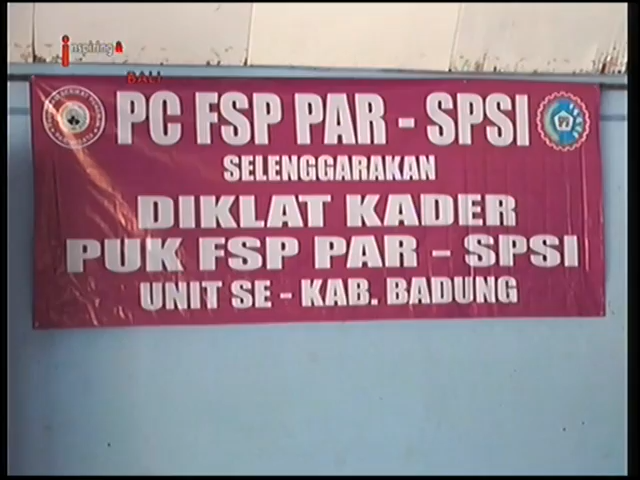 inspiring
BALI
PC FSP PAR - SPSI
SELENGGARAKAN
DIKLAT KADER
PUK FSP PAR - SPSI
UNIT SE - KAB. BADUNG